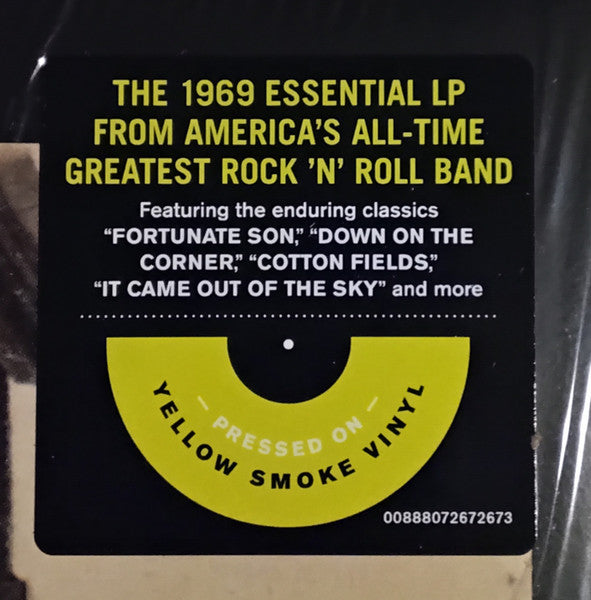 THE 1969 ESSENTIAL LP
FROM AMERICA'S ALL-TIME
GREATEST ROCK 'N' ROLL BAND
Featuring the enduring classics
“FORTUNATE SON,” “DOWN ON THE
CORNER,” “COTTON FIELDS,”
“IT CAME OUT OF THE SKY” and more
— PRESSED ON —
YELLOW SMOKE VINYL
00888072672673